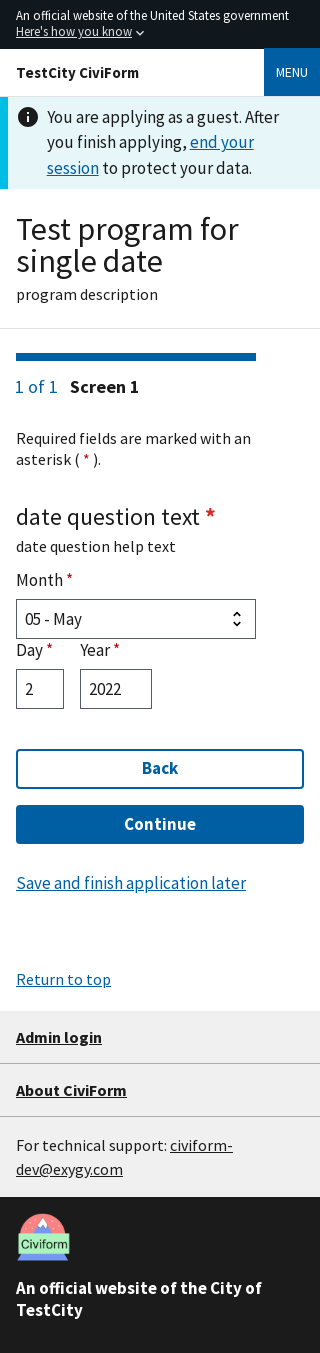 An official website of the United States government
Here's how you know
TestCity CiviForm
MENU
You are applying as a guest. After
you finish applying, end your
session to protect your data.
Test program for
single date
program description
1 of 1 Screen 1
Required fields are marked with an
asterisk ( * ).
date question text *
date question help text
Month *
05 - May
Day * Year *
2 2022
Back
Continue
Save and finish application later
Return to top
Admin login
About CiviForm
For technical support: civiform-
dev@exygy.com
Civiform
An official website of the City of
TestCity